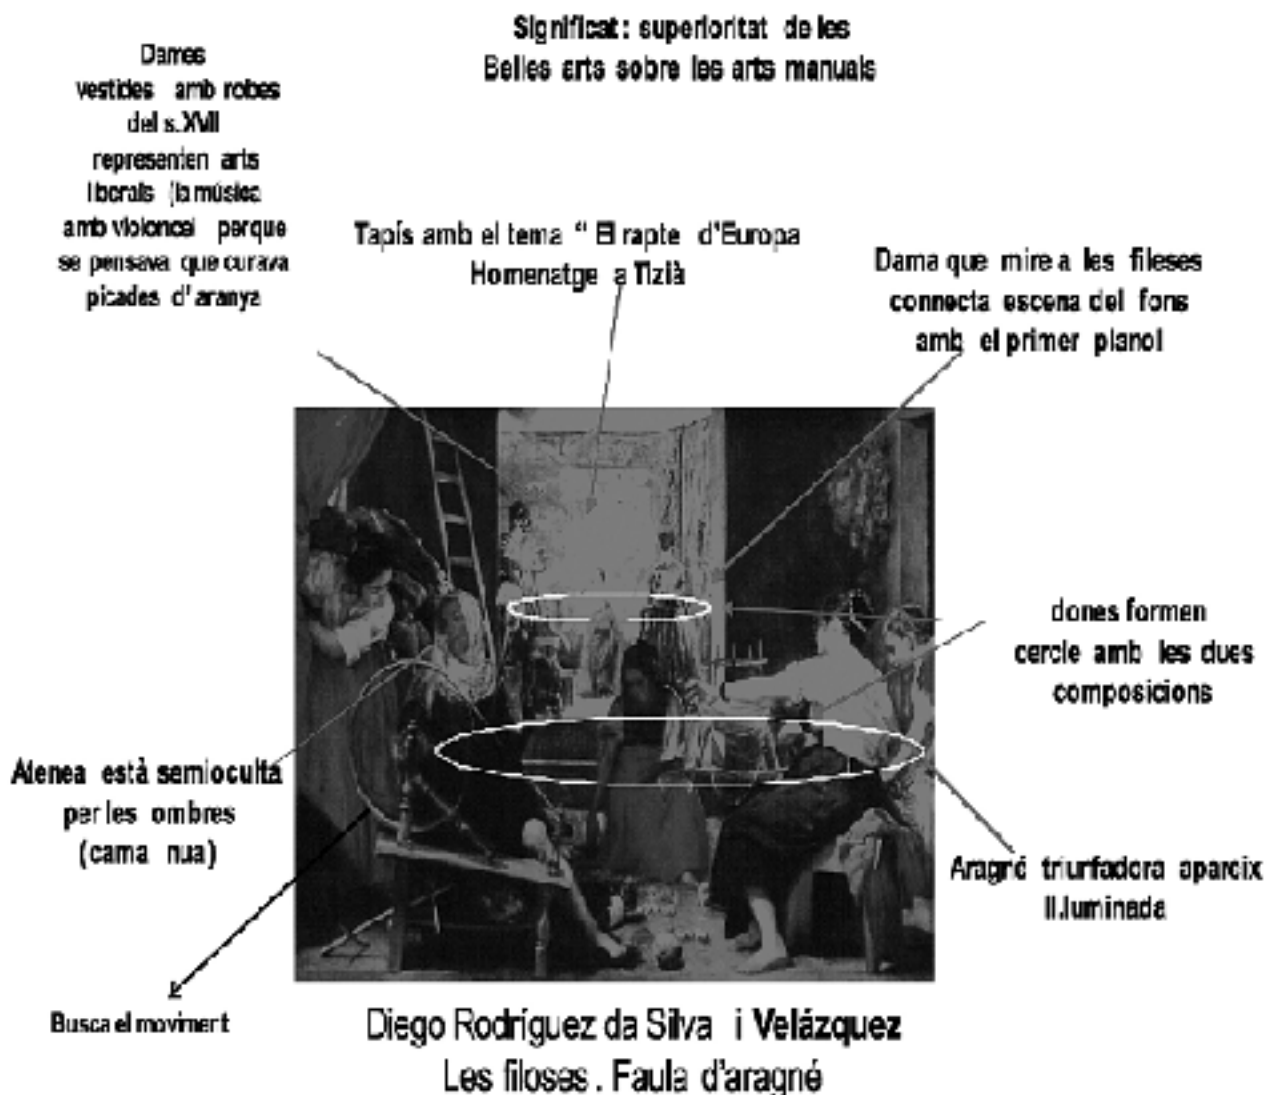 Significat: superioritat de les
Belles arts sobre les arts manuals
Dames
vestides amb robes
del s.XVII
representen arts
liberals (la música
amb violoncel perque
se pensava que curava
picades d'aranya
Tapís amb el tema “ El rapte d'Europa
Homenatge a Tizià
Dama que mire a les fileses
connecta escena del fons
amb el primer planol
dones formen
cercle amb les dues
composicions
Atenea està semioculta
per les ombres
(cama nua)
Aragné triunfadora apareix
il.luminada
Busca el moviment
Diego Rodríguez da Silva i Velázquez
Les filoses. Faula d'aragné